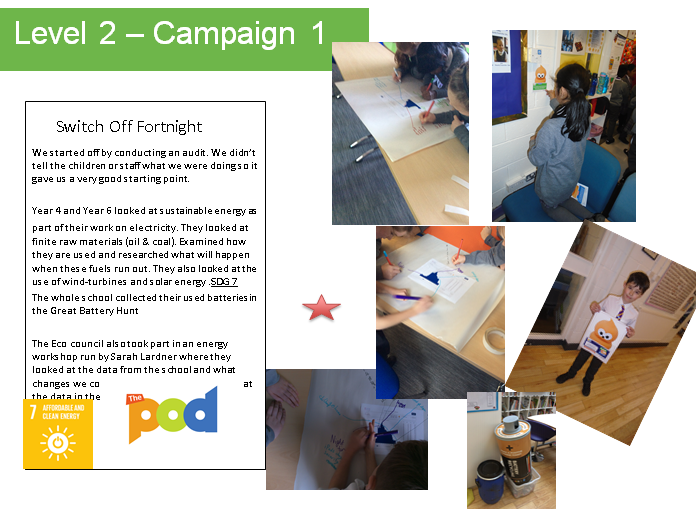 Level 2 – Campaign 1
Switch Off Fortnight
We started off by conducting an audit. We didn't
tell the children or staff what we were doing so it
gave us a very good starting point.
Year 4 and Year 6 looked at sustainable energy as
part of their work on electricity. They looked at
finite raw materials (oil & coal). Examined how
they are used and researched what will happen
when these fuels run out. They also looked at the
use of wind-turbines and solar energy .SDG 7
The whole school collected their used batteries in
the Great Battery Hunt
The Eco council also took part in an energy
workshop run by Sarah Lardner where they
looked at the data from the school and what
changes we co at
the data in the
7 AFFORDABLE AND
CLEAN ENERGY
The
pod